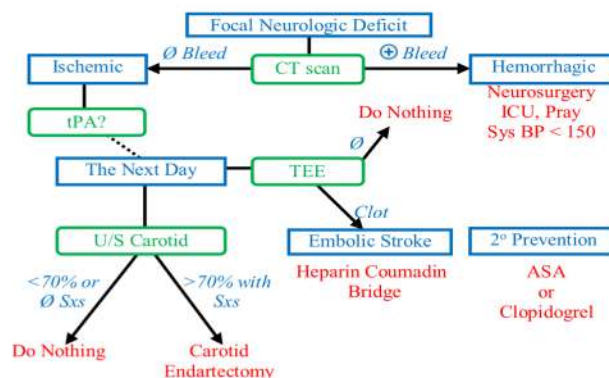 Focal Neurologic Deficit
Ischemic
Ø Bleed
CT scan
⊕ Bleed
Hemorrhagic
Neurosurgery
ICU, Pray
Sys BP < 150
tPA?
Do Nothing
Ø
The Next Day
TEE
Clot
U/S Carotid
Embolic Stroke
2º Prevention
Heparin Coumadin
Bridge
ASA
or
Clopidogrel
<70% or
Ø Sxs
>70% with
Sxs
Do Nothing
Carotid
Endartectomy